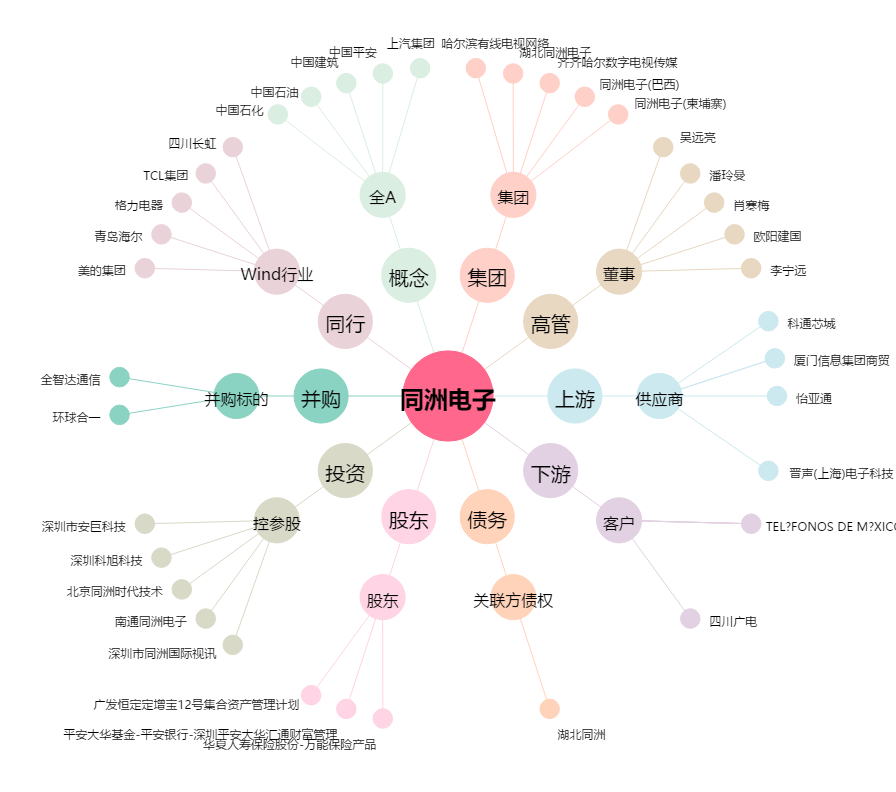 上汽集团
哈尔滨有线电视网络
中国平安
湖北同洲电子
中国建筑
齐齐哈尔数字电视传媒
中国石油
同洲电子(巴西)
中国石化
同洲电子(柬埔寨)
四川长虹
吴远亮
TCL集团
潘玲曼
全A
集团
格力电器
肖寒梅
青岛海尔
欧阳建国
美的集团
Wind行业
概念
集团
董事
李宁远
同行
高管
科通芯城
厦门信息集团商贸
全智达通信
并购标的
并购
同洲电子
上游
供应商
怡亚通
环球合一
投资
下游
晋声(上海)电子科技
深圳市安巨科技
控参股
股东
债务
客户
TEL?FONOS DE M?XICO
深圳科旭科技
北京同洲时代技术
股东
关联方债权
南通同洲电子
四川广电
深圳市同洲国际视讯
广发恒定定增宝12号集合资产管理计划
平安大华基金-平安银行-深圳平安大华汇通财富管理
湖北同洲
华夏人寿保险股份-万能保险产品